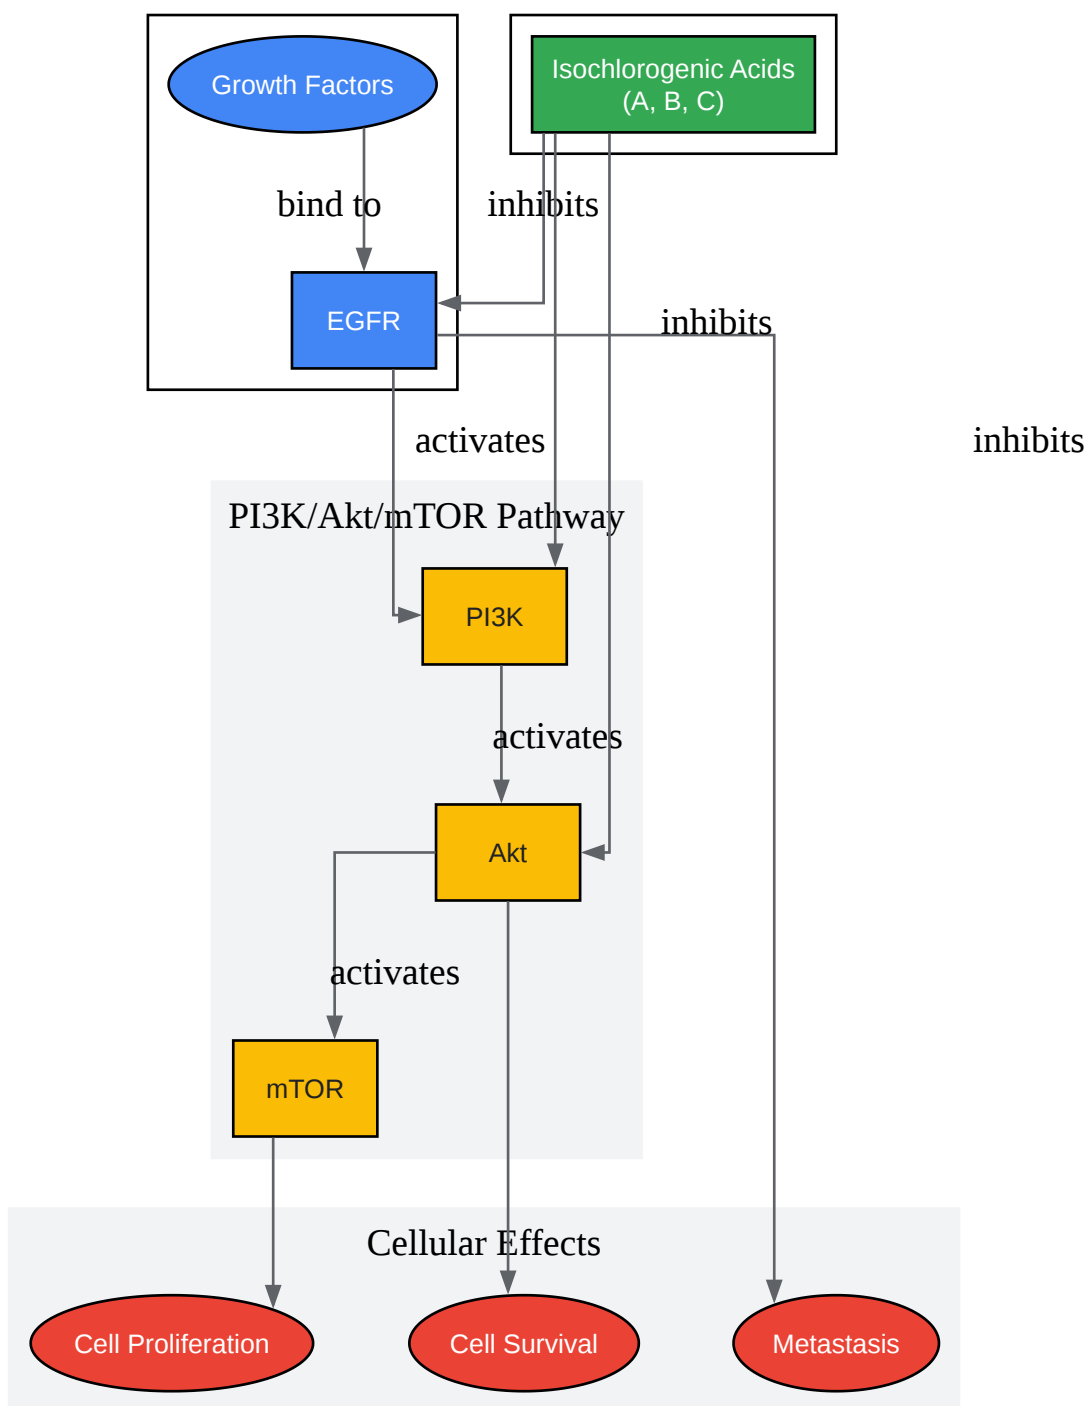 Growth Factors
Isochlorogenic Acids
(A, B, C)
bind to
inhibits
EGFR
inhibits
activates
inhibits
PI3K/Akt/mTOR Pathway
PI3K
activates
Akt
activates
mTOR
Cellular Effects
Cell Proliferation
Cell Survival
Metastasis